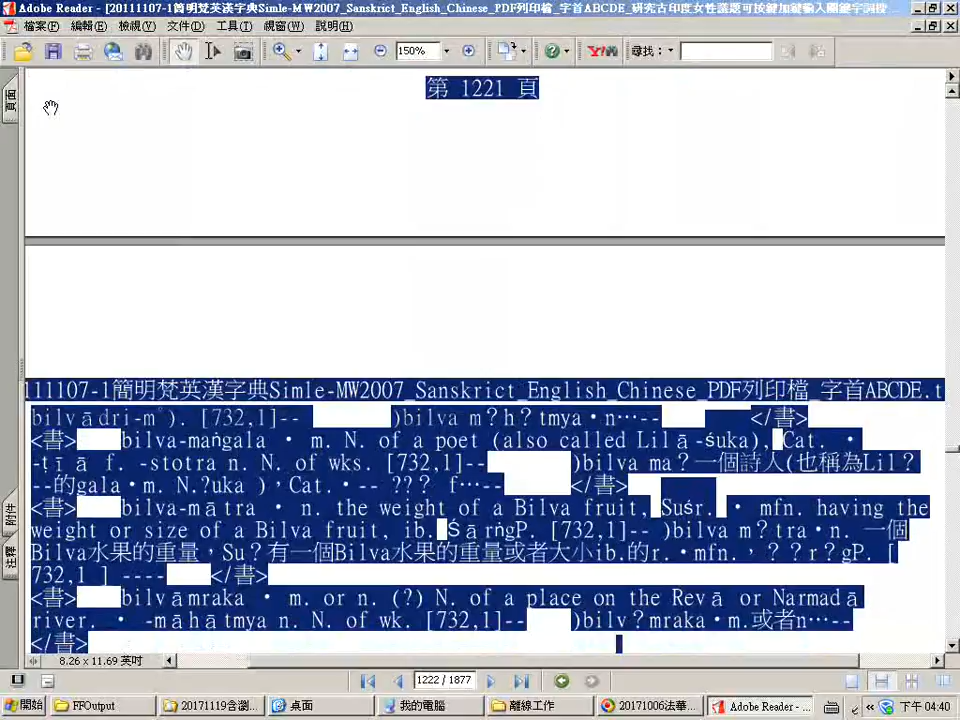 Adobe Reader - [20111107-1簡明梵英漢字典Simle-MW2007_Sanskrict_English_Chinese_PDF列印檔_字首ABCDE_研究古印度女性議題可按鍵加鍵輸入關鍵字詞搜
檔案(F) 編輯(E) 檢視(V) 文件(D) 工具(T) 視窗(W) 說明(H)
150% 尋找:
頁面
第 1221 頁
111107-1簡明梵英漢字典Simle-MW2007_Sanskrict_English_Chinese_PDF列印檔_字首ABCDE.t
bilvādri-m°). [732,1]-- )bilva m?h?tmya·n…-- </書>
<書> bilva-maṅgala · m. N. of a poet (also called Lilā-śuka), Cat. ·
-ṭīā f. -stotra n. N. of wks. [732,1]-- )bilva ma?一個詩人(也稱為Lil?
--的gala·m. N.?uka ),Cat.·-- ??? f…-- </書>
<書> bilva-mātra · n. the weight of a Bilva fruit, Suśr. · mfn. having the
weight or size of a Bilva fruit, ib. ŚārṅgP. [732,1]-- )bilva m?tra·n. 一個
Bilva水果的重量,Su?有一個Bilva水果的重量或者大小ib.的r.·mfn.,??r?gP. [
732,1 ] ---- </書>
<書> bilvāmraka · m. or n. (?) N. of a place on the Revā or Narmadā
river. · -māhātmya n. N. of wk. [732,1]-- )bilv?mraka·m.或者n…--
</書>
附件
注釋
8.26 x 11.69 英吋
1222 / 1877
開始 FFOutput 20171119含瀏... 桌面 我的電腦 離線工作 20171006法華... Adobe Reader - ... 下午 04:40